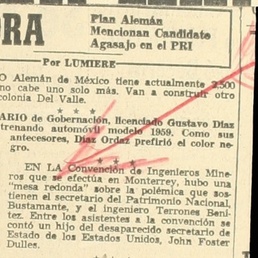 ORA
Plan Alemán
Mencionan Candidate
Agasajo en el PRI
Por LUMIERE
O Alemán de México tiene actualmente 2.500
no cabe uno solo más. Van a construir otro
colonia Del Valle.
ARIO de Gobernación, licenciado Gustavo Díaz
trenando automóvil modelo 1959. Como sus
antecesores, Díaz Ordaz prefirió el color ne-
gro.
EN LA Convención de Ingenieros Mine-
ros que se efectúa en Monterrey, hubo una
"mesa redonda" sobre la polémica que sos-
tienen el secretario del Patrimonio Nacional,
Bustamante, y el ingeniero Terrones Bení-
tez. Entre los asistentes a la convención se
contó un hijo del desaparecido secretario de
Estado de los Estados Unidos, John Foster
Dulles.